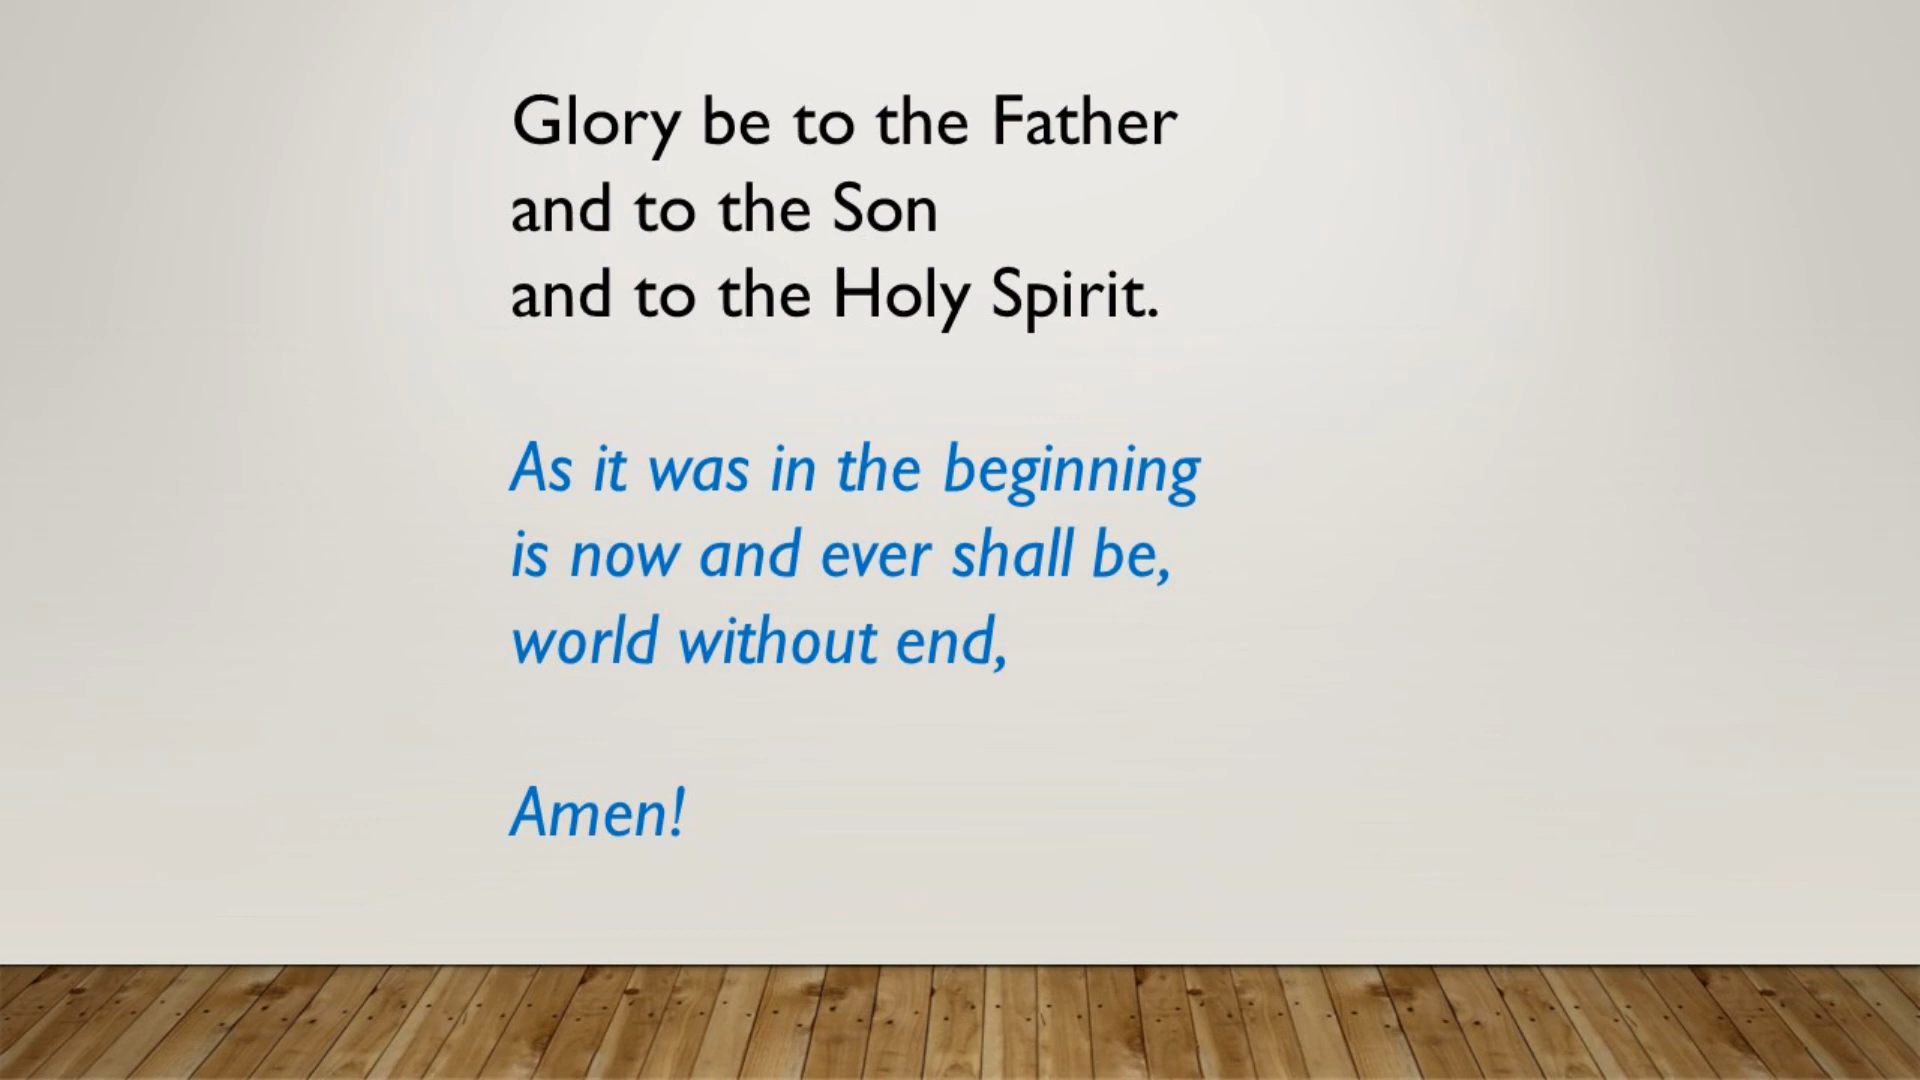 Glory be to the Father
and to the Son
and to the Holy Spirit.
As it was in the beginning
is now and ever shall be,
world without end,
Amen!